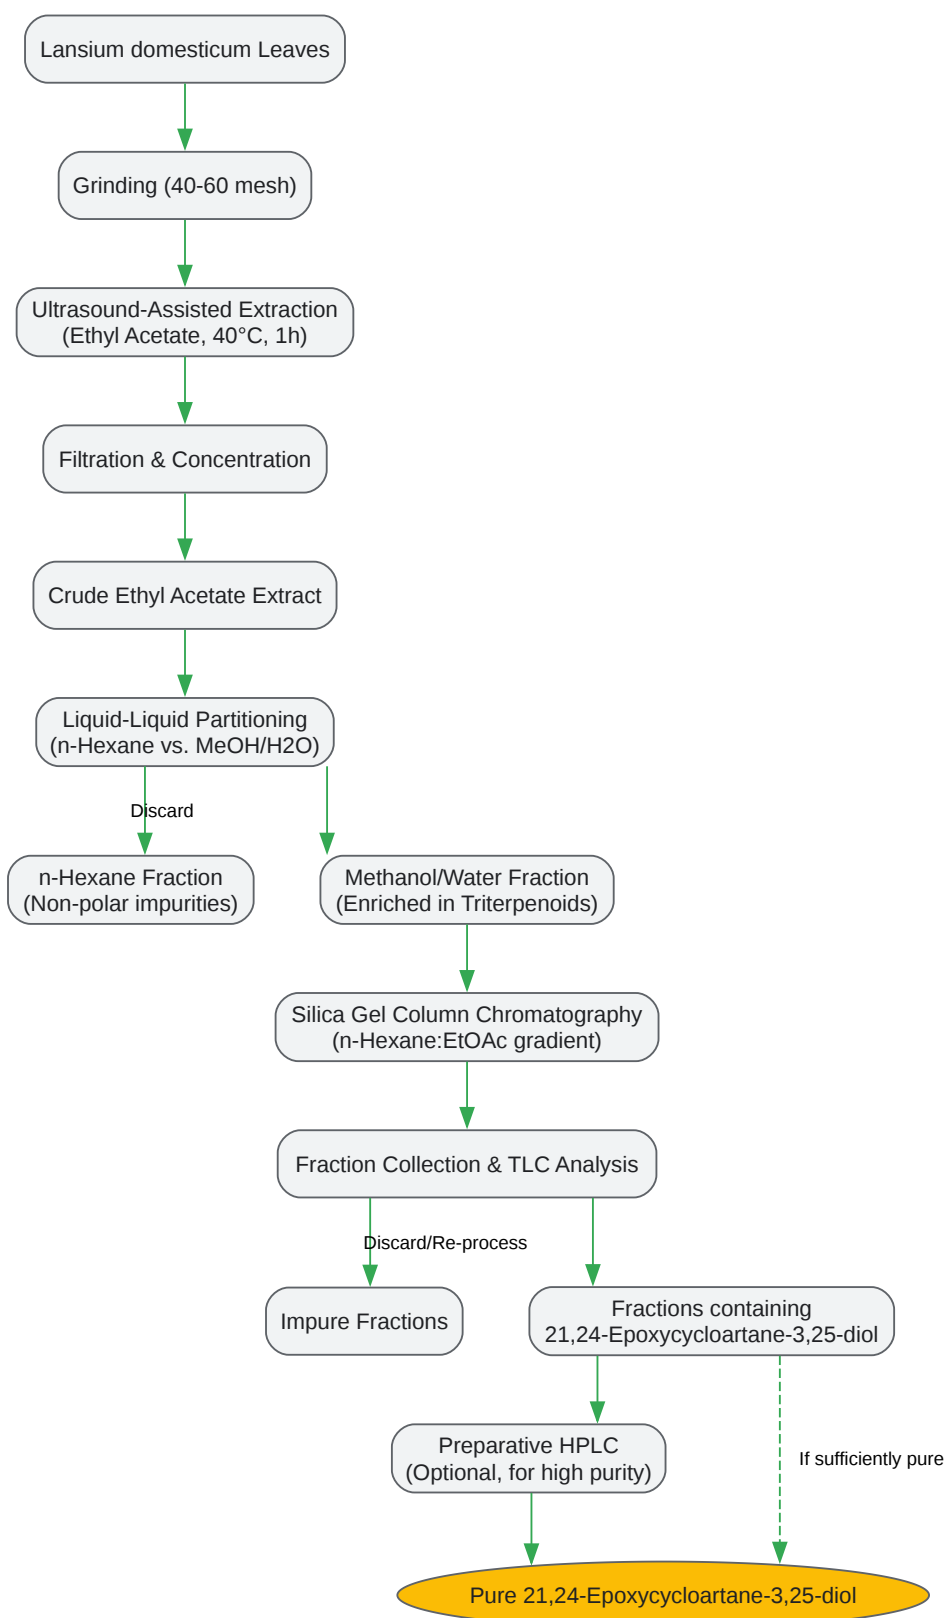 Lansium domesticum Leaves
Grinding (40-60 mesh)
Ultrasound-Assisted Extraction
(Ethyl Acetate, 40°C, 1h)
Filtration & Concentration
Crude Ethyl Acetate Extract
Liquid-Liquid Partitioning
(n-Hexane vs. MeOH/H2O)
Discard
n-Hexane Fraction
(Non-polar impurities)
Methanol/Water Fraction
(Enriched in Triterpenoids)
Silica Gel Column Chromatography
(n-Hexane:EtOAc gradient)
Fraction Collection & TLC Analysis
Discard/Re-process
Impure Fractions
Fractions containing
21,24-Epoxycycloartane-3,25-diol
Preparative HPLC
(Optional, for high purity)
If sufficiently pure
Pure 21,24-Epoxycycloartane-3,25-diol